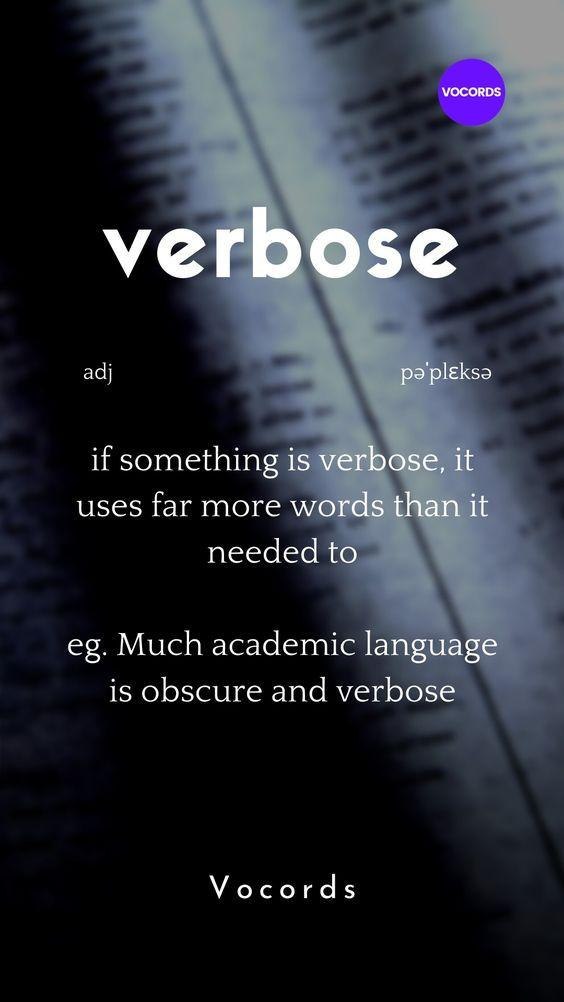 VOCORDS
verbose
adj pəˈplɛksə
if something is verbose, it
uses far more words than it
needed to
eg. Much academic language
is obscure and verbose
Vocords